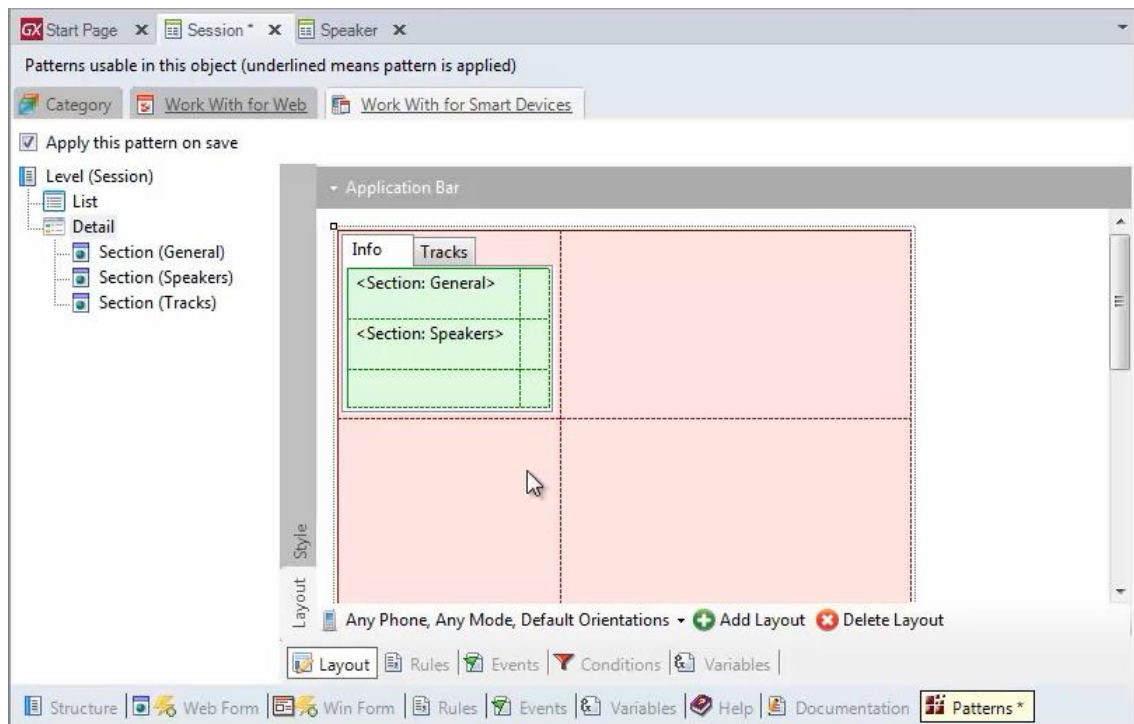 GX Start Page X Session * X Speaker X
Patterns usable in this object (underlined means pattern is applied)
Category Work With for Web Work With for Smart Devices
Apply this pattern on save
Level (Session)
List
Detail
Section (General)
Section (Speakers)
Section (Tracks)
Application Bar
Info Tracks
<Section: General>
<Section: Speakers>
Style
Layout
Any Phone, Any Mode, Default Orientations Add Layout Delete Layout
Layout Rules Events Conditions Variables
Structure Web Form Win Form Rules Events Variables Help Documentation Patterns *